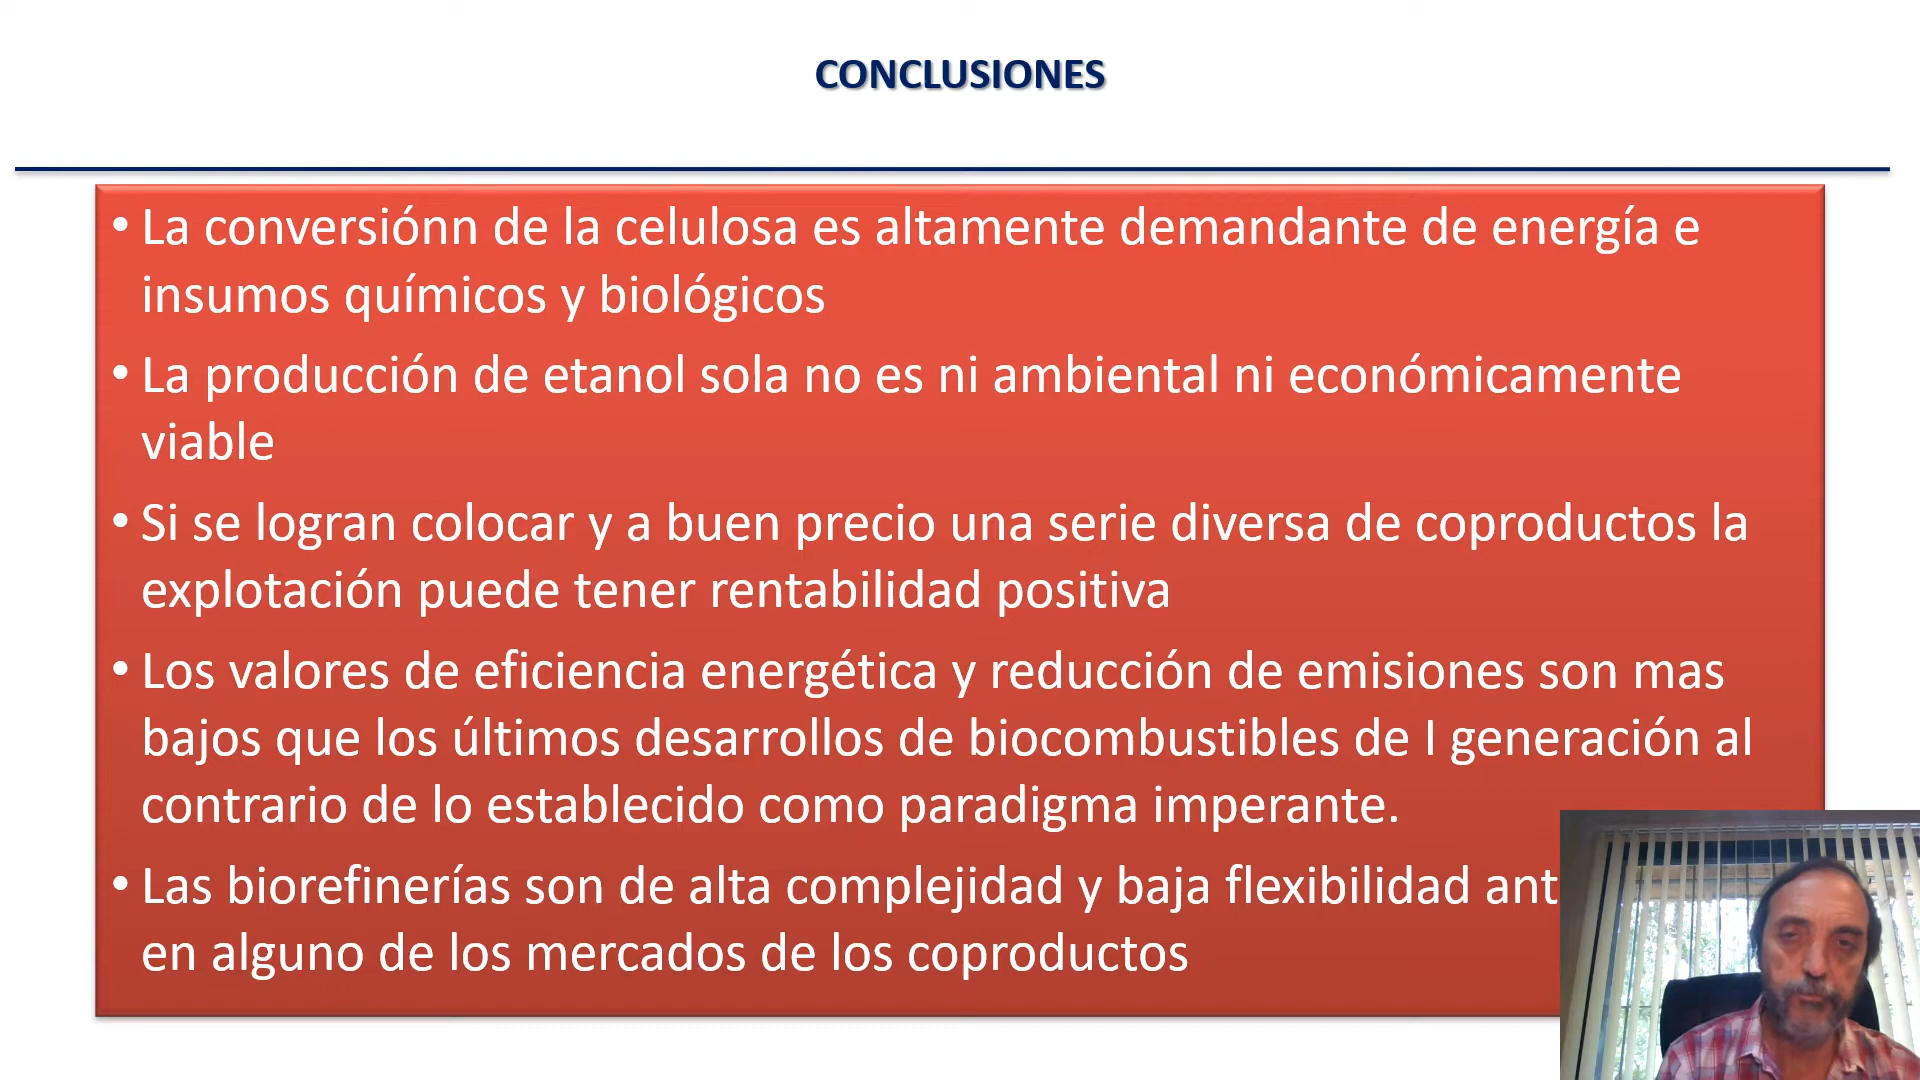 CONCLUSIONES
• La conversiónn de la celulosa es altamente demandante de energía e
insumos químicos y biológicos
• La producción de etanol sola no es ni ambiental ni económicamente
viable
• Si se logran colocar y a buen precio una serie diversa de coproductos la
explotación puede tener rentabilidad positiva
• Los valores de eficiencia energética y reducción de emisiones son mas
bajos que los últimos desarrollos de biocombustibles de I generación al
contrario de lo establecido como paradigma imperante.
• Las biorefinerías son de alta complejidad y baja flexibilidad
en alguno de los mercados de los coproductos